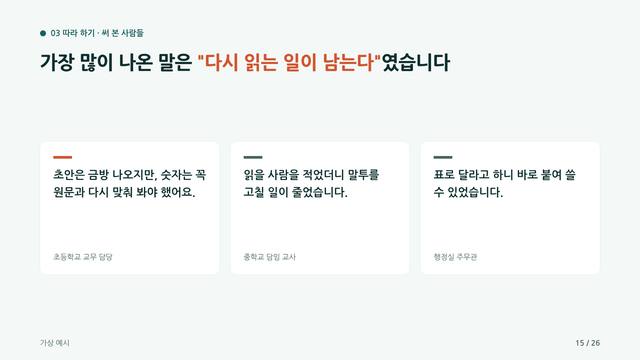 03 따라 하기 · 써 본 사람들
가장 많이 나온 말은 "다시 읽는 일이 남는다"였습니다
초안은 금방 나오지만, 숫자는 꼭
원문과 다시 맞춰 봐야 했어요.
초등학교 교무 담당
읽을 사람을 적었더니 말투를
고칠 일이 줄었습니다.
중학교 담임 교사
표로 달라고 하니 바로 붙여 쓸
수 있었습니다.
행정실 주무관
가상 예시
15 / 26